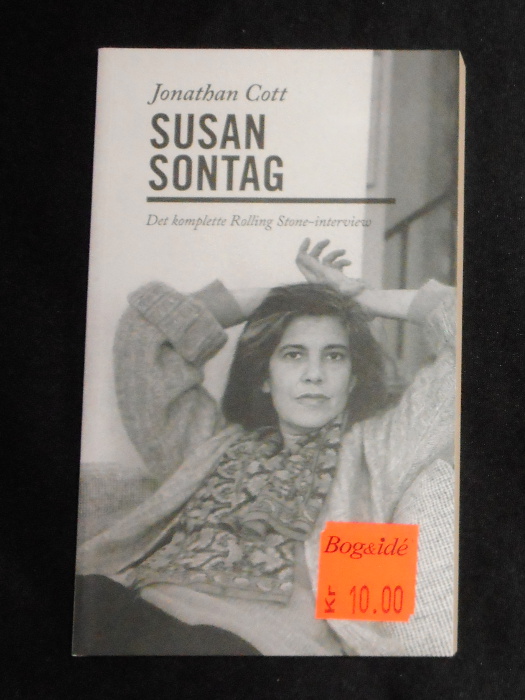 Jonathan Cott
SUSAN
SONTAG
Det komplette Rolling Stone-interview
Bog&idé
Kr 10.00